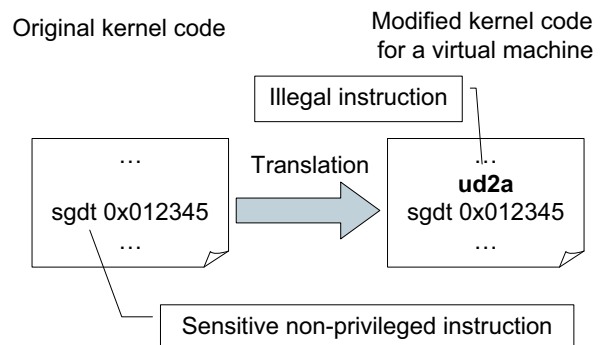 Original kernel code
Modified kernel code
for a virtual machine
Illegal instruction
…
sgdt 0x012345
…
Translation
…
ud2a
sgdt 0x012345
…
Sensitive non-privileged instruction